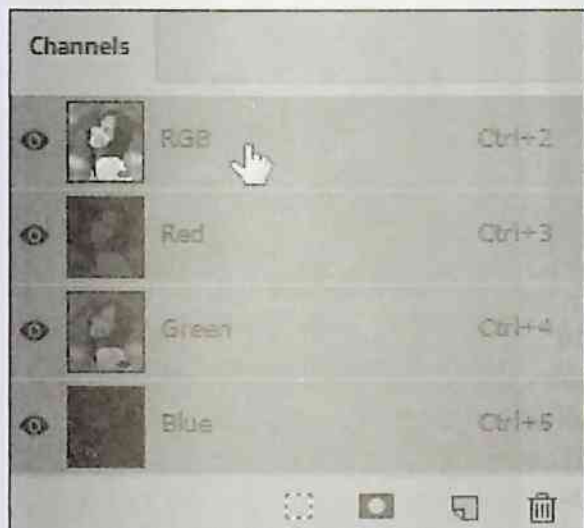 Channels
RGB Ctrl+2
Red Ctrl+3
Green Ctrl+4
Blue Ctrl+5